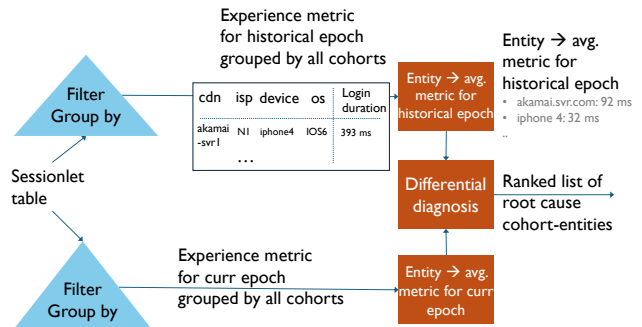 Experience metric
for historical epoch
grouped by all cohorts
Filter
Group by
cdn isp device os Login duration
akamai-svr1 N1 iphone4 IOS6 393 ms
...
Entity → avg.
metric for
historical
epoch
Entity → avg.
metric for
historical epoch
• akamai.svr.com: 92 ms
• iphone 4: 32 ms
..
Sessionlet
table
Differential
diagnosis
Ranked list of
root cause
cohort-entities
Filter
Group by
Experience metric
for curr epoch
grouped by all cohorts
Entity → avg.
metric for curr
epoch